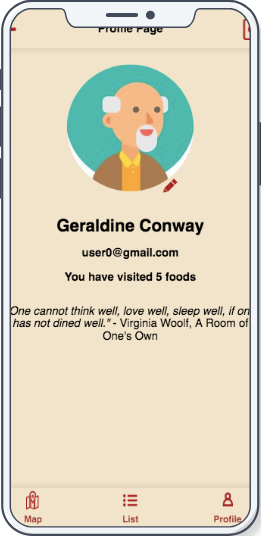 Profile Page
Geraldine Conway
user0@gmail.com
You have visited 5 foods
One cannot think well, love well, sleep well, if on
has not dined well." - Virginia Woolf, A Room of
One's Own
Map
List
Profile